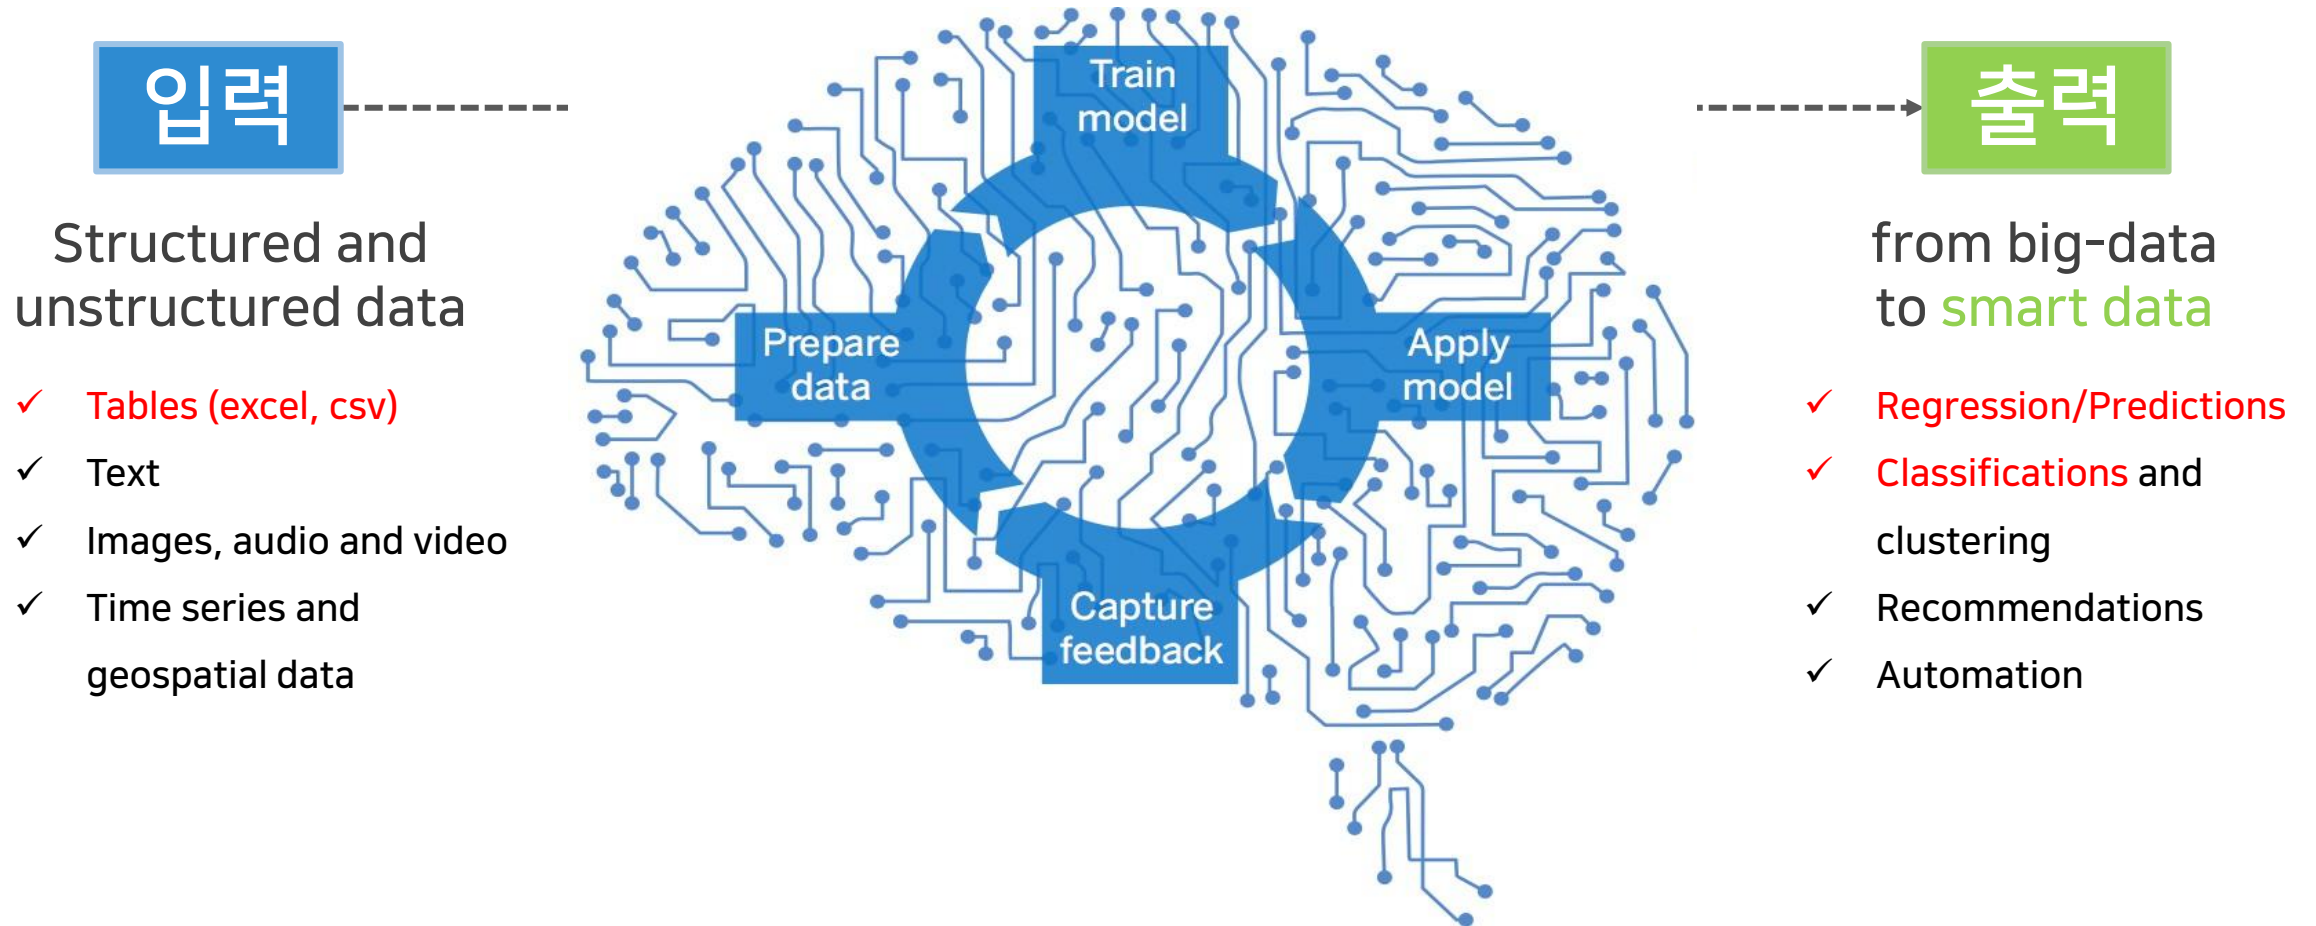 입력
Structured and
unstructured data
✓ Tables (excel, csv)
✓ Text
✓ Images, audio and video
✓ Time series and
geospatial data
Train
model
Prepare
data
Apply
model
Capture
feedback
출력
from big-data
to smart data
✓ Regression/Predictions
✓ Classifications and
clustering
✓ Recommendations
✓ Automation